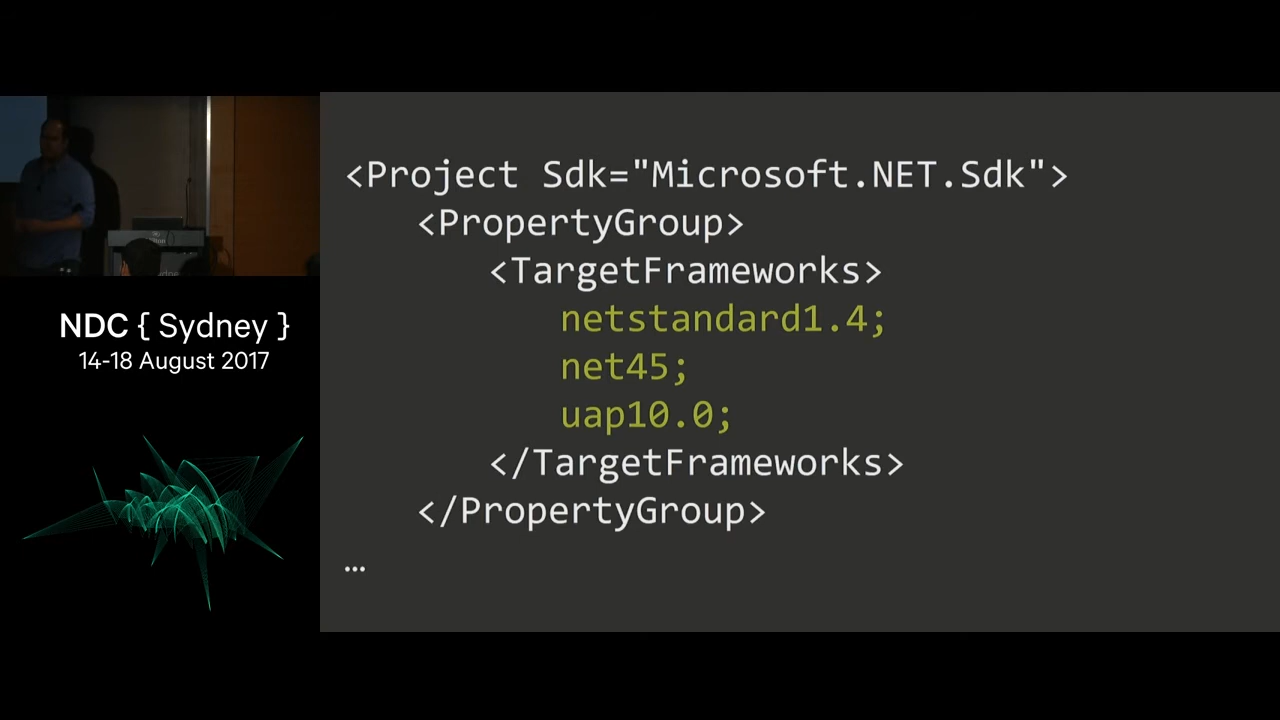 NDC { Sydney }
14-18 August 2017
<Project Sdk="Microsoft.NET.Sdk">
<PropertyGroup>
<TargetFrameworks>
netstandard1.4;
net45;
uap10.0;
</TargetFrameworks>
</PropertyGroup>
…